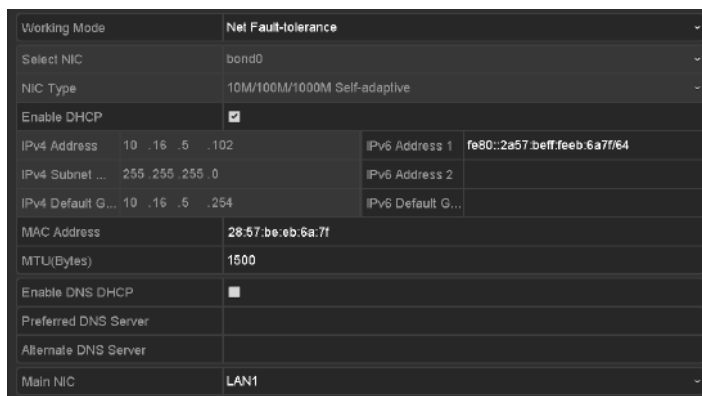 Working Mode Net Fault-tolerance
Select NIC bond0
NIC Type 10M/100M/1000M Self-adaptive
Enable DHCP
IPv4 Address 10 .16 .5 .102 IPv6 Address 1 fe80::2a57:beff:feeb:6a7f/64
IPv4 Subnet ... 255.255.255.0 IPv6 Address 2
IPv4 Default G... 10 .16 .5 .254 IPv6 Default G...
MAC Address 28:57:be:eb:6a:7f
MTU(Bytes) 1500
Enable DNS DHCP
Preferred DNS Server
Alternate DNS Server
Main NIC LAN1